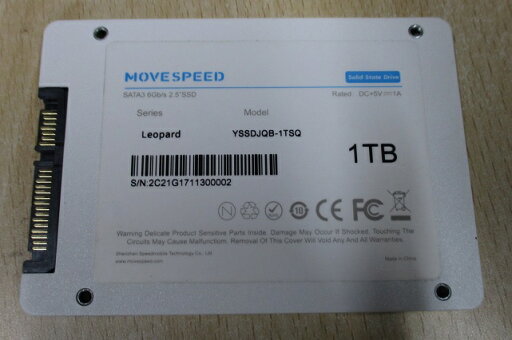 MOVESPEED
Solid State Drive
SATA3 6Gb/s 2.5"SSD
Rated: DC+5V⎓1A
Series Model
Leopard YSSDJQB-1TSQ
1TB
S/N:2C21G1711300002
Warning Delicate Product Sensitive Parts Inside. Damage May Occur If Shocked. Touching The
Circuits May Cause Malfunction. Removal Of This Cover Will Void And All Warranties.
Shenzhen Speedmobile Technology Co., Ltd.
www.movespeed.com
Made in China